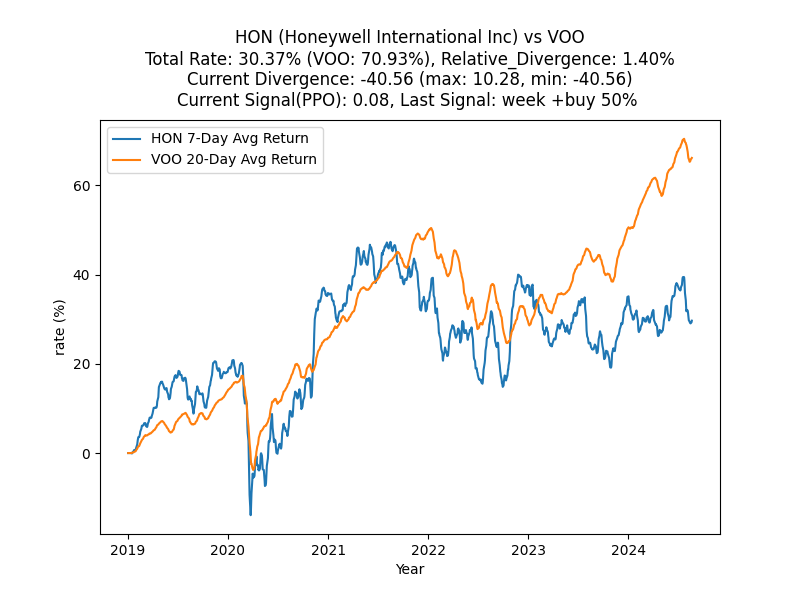 HON (Honeywell International Inc) vs VOO
Total Rate: 30.37% (VOO: 70.93%), Relative_Divergence: 1.40%
Current Divergence: -40.56 (max: 10.28, min: -40.56)
Current Signal(PPO): 0.08, Last Signal: week +buy 50%
HON 7-Day Avg Return
VOO 20-Day Avg Return
60
40
20
0
rate (%)
2019 2020 2021 2022 2023 2024
Year